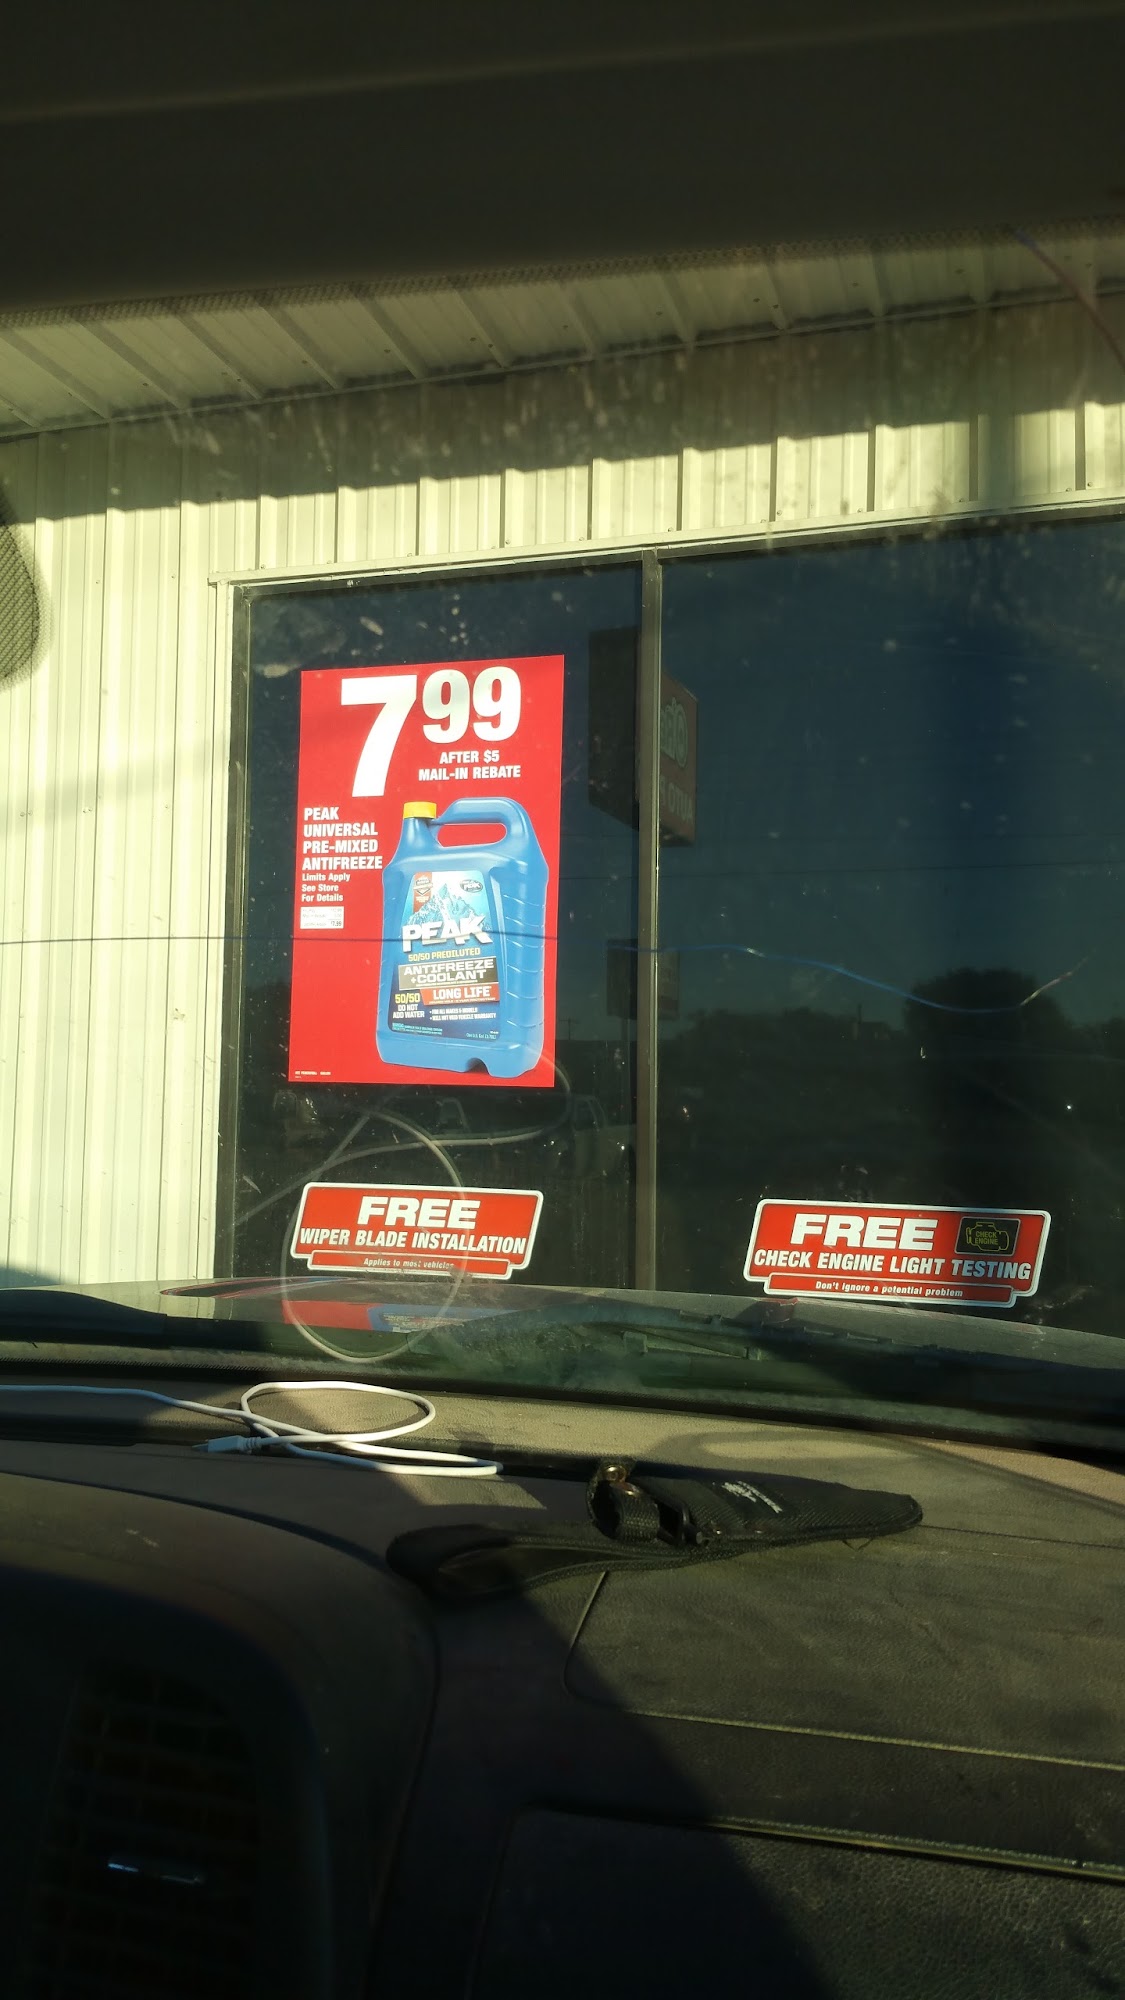 7 99
AFTER $5
MAIL-IN REBATE
PEAK
UNIVERSAL
PRE-MIXED
ANTIFREEZE
Limits Apply
See Store
For Details
PEAK
50/50 PREDILUTED
ANTIFREEZE
+COOLANT
LONG LIFE
50/50
DO NOT
ADD WATER
FREE
WIPER BLADE INSTALLATION
Applies to most vehicles
FREE
CHECK
ENGINE
CHECK ENGINE LIGHT TESTING
Don't ignore a potential problem